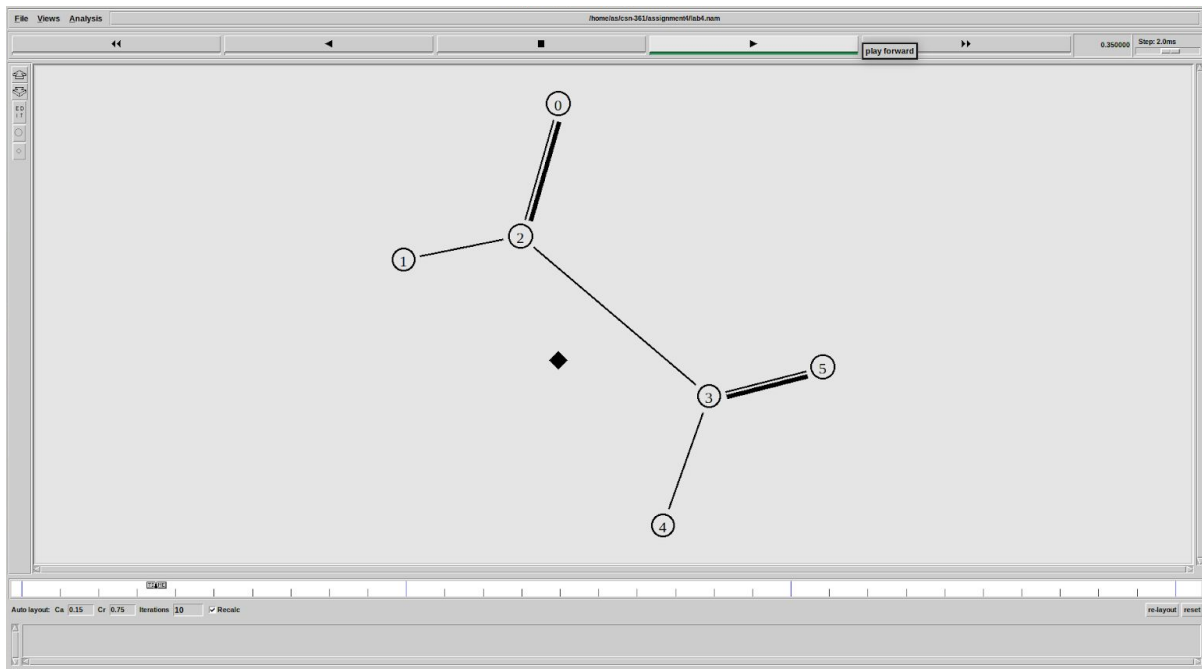 File Views Analysis /home/as/csn-361/assignment4/lab4.nam
0.350000 Step: 2.0ms
play forward
E D
I T
0
2
1
5
3
4
TIME
Auto layout: Ca 0.15 Cr 0.75 Iterations 10 Recalc re-layout reset